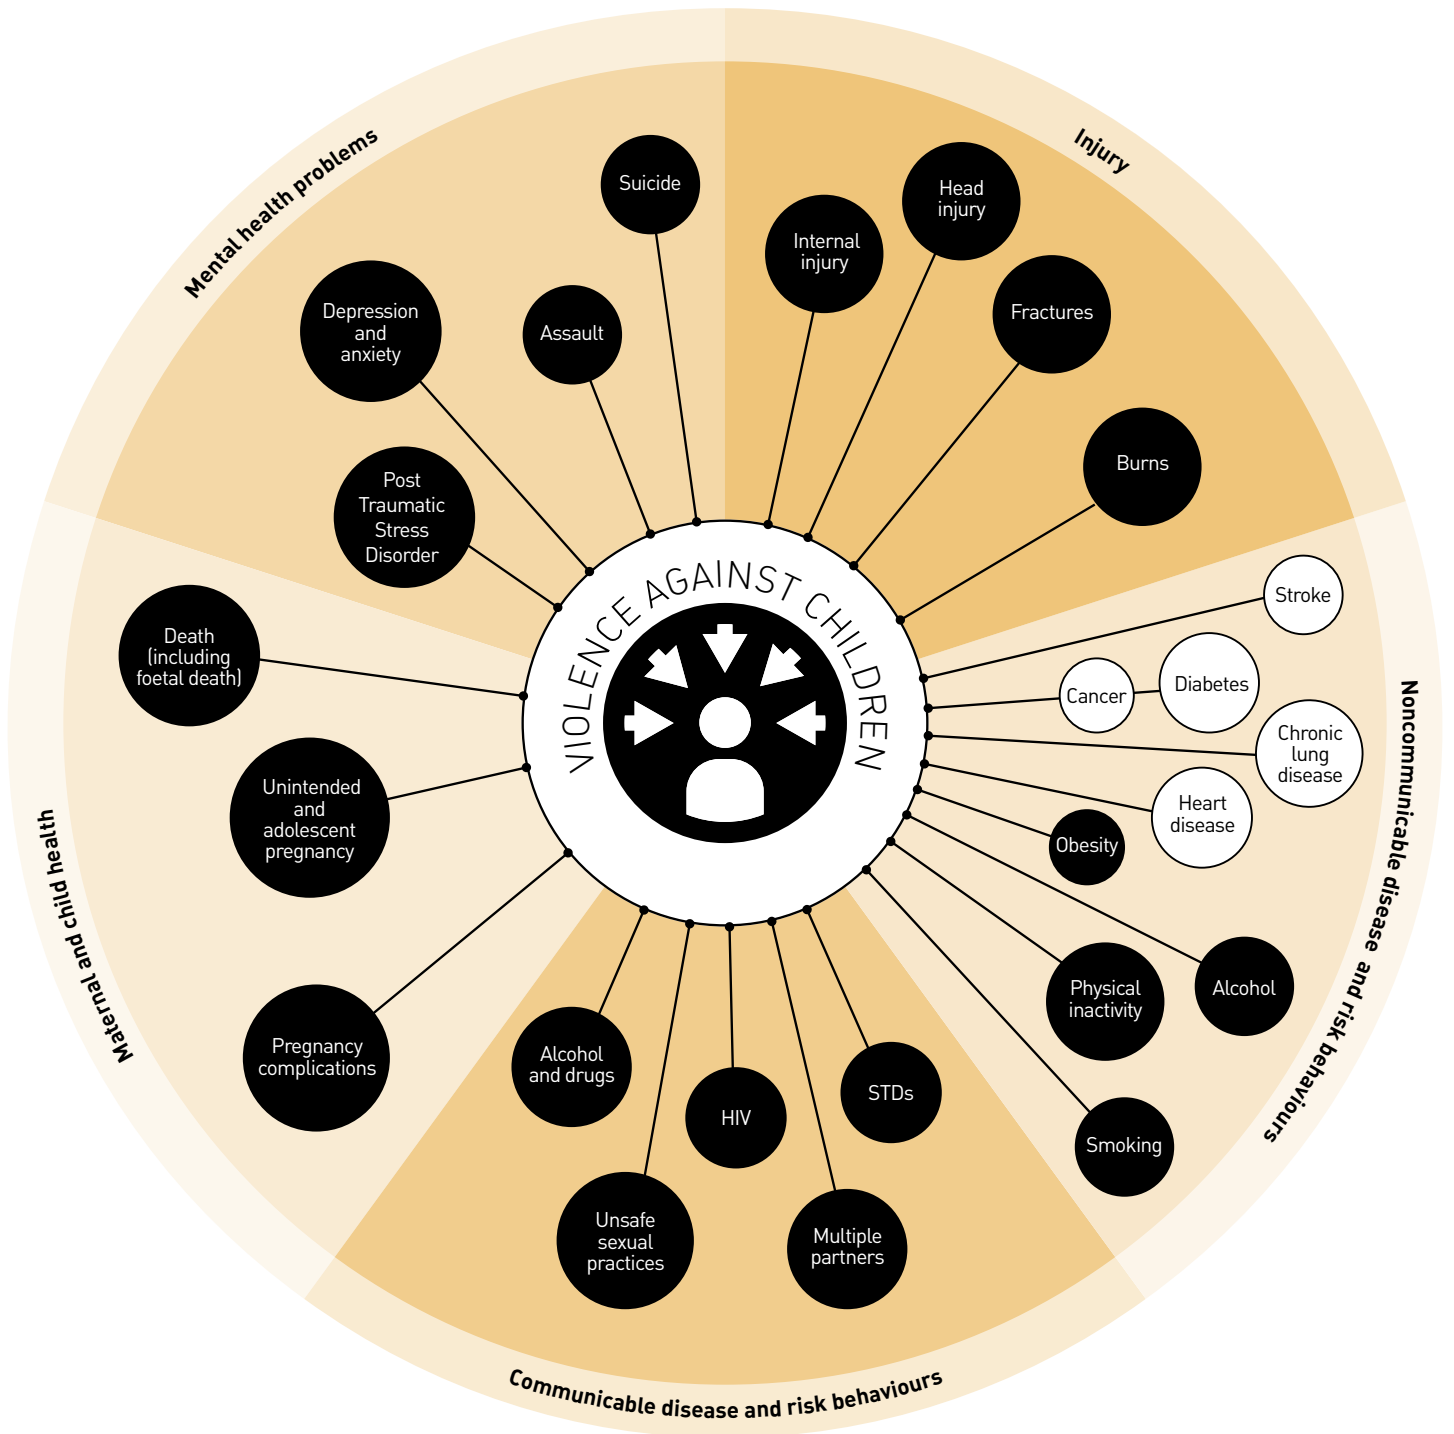 VIOLENCE AGAINST CHILDREN
Mental health problems
Suicide
Depression
and
anxiety
Assault
Post
Traumatic
Stress
Disorder
Injury
Internal
injury
Head
injury
Fractures
Burns
Noncommunicable disease and risk behaviours
Stroke
Cancer
Diabetes
Chronic
lung
disease
Heart
disease
Obesity
Alcohol
Physical
inactivity
Smoking
Communicable disease and risk behaviours
STDs
Multiple
partners
HIV
Unsafe
sexual
practices
Alcohol
and drugs
Maternal and child health
Death
(including
foetal death)
Unintended
and
adolescent
pregnancy
Pregnancy
complications